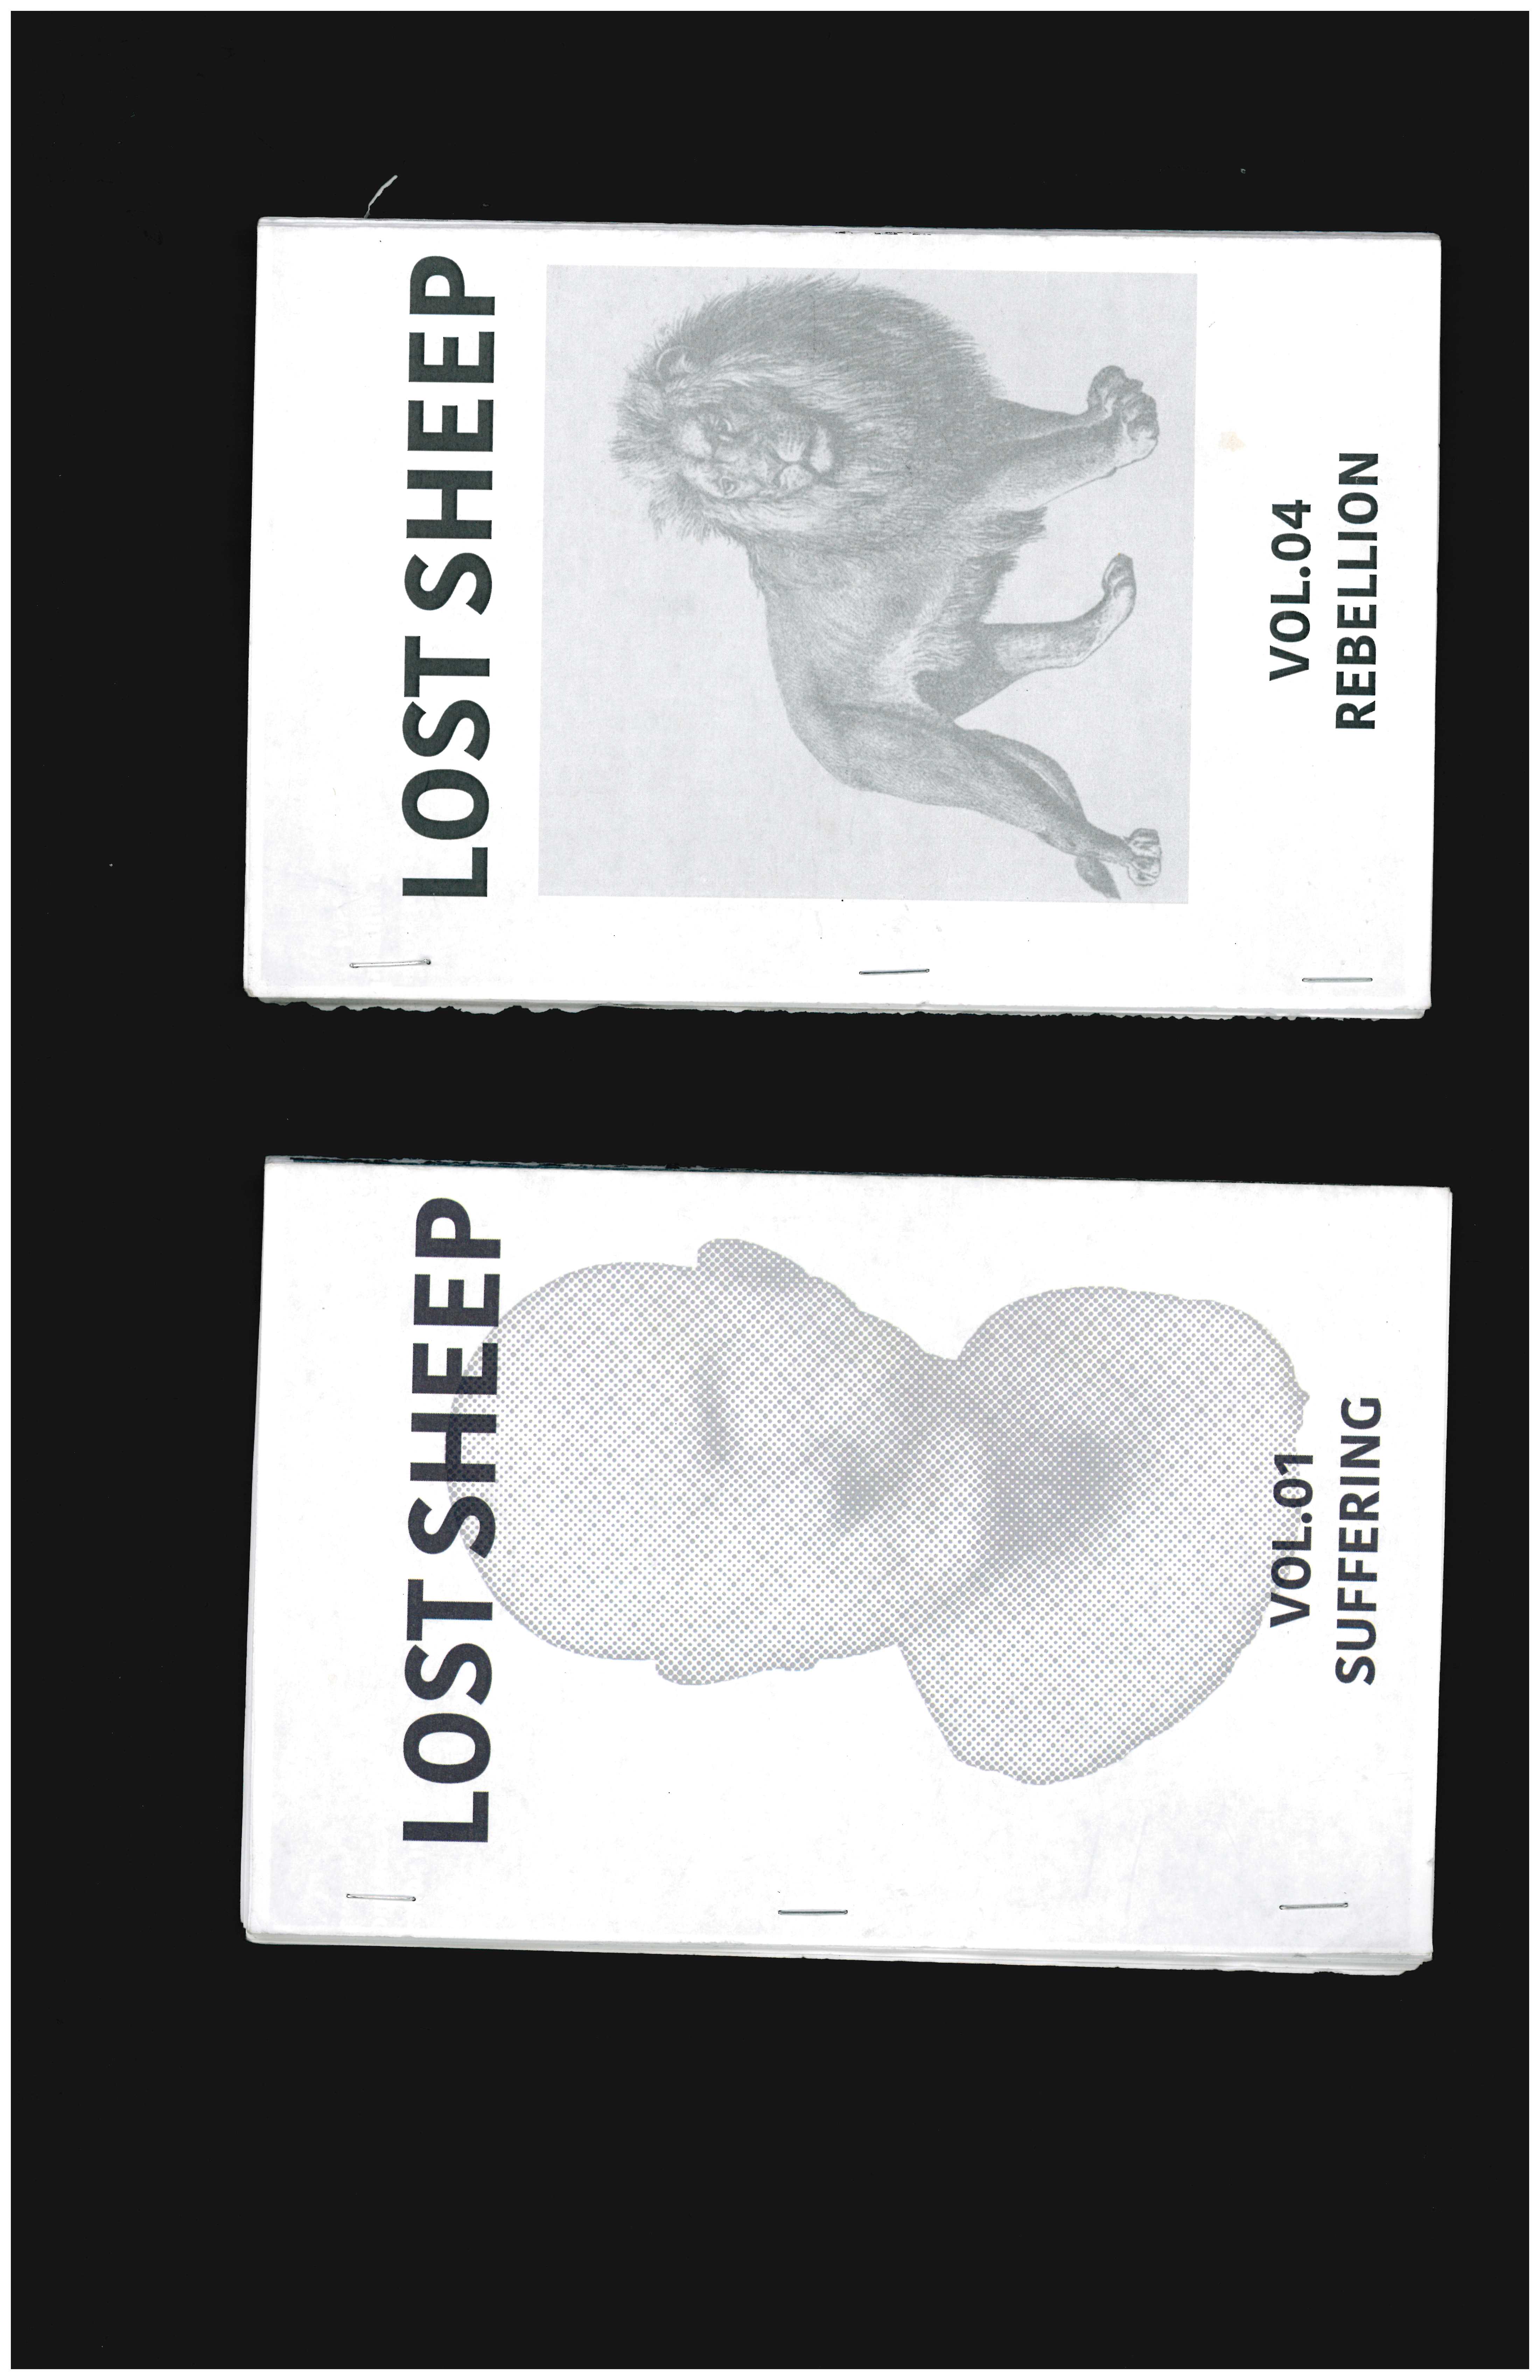 LOST SHEEP
VOL.04
REBELLION
LOST SHEEP
VOL.01
SUFFERING